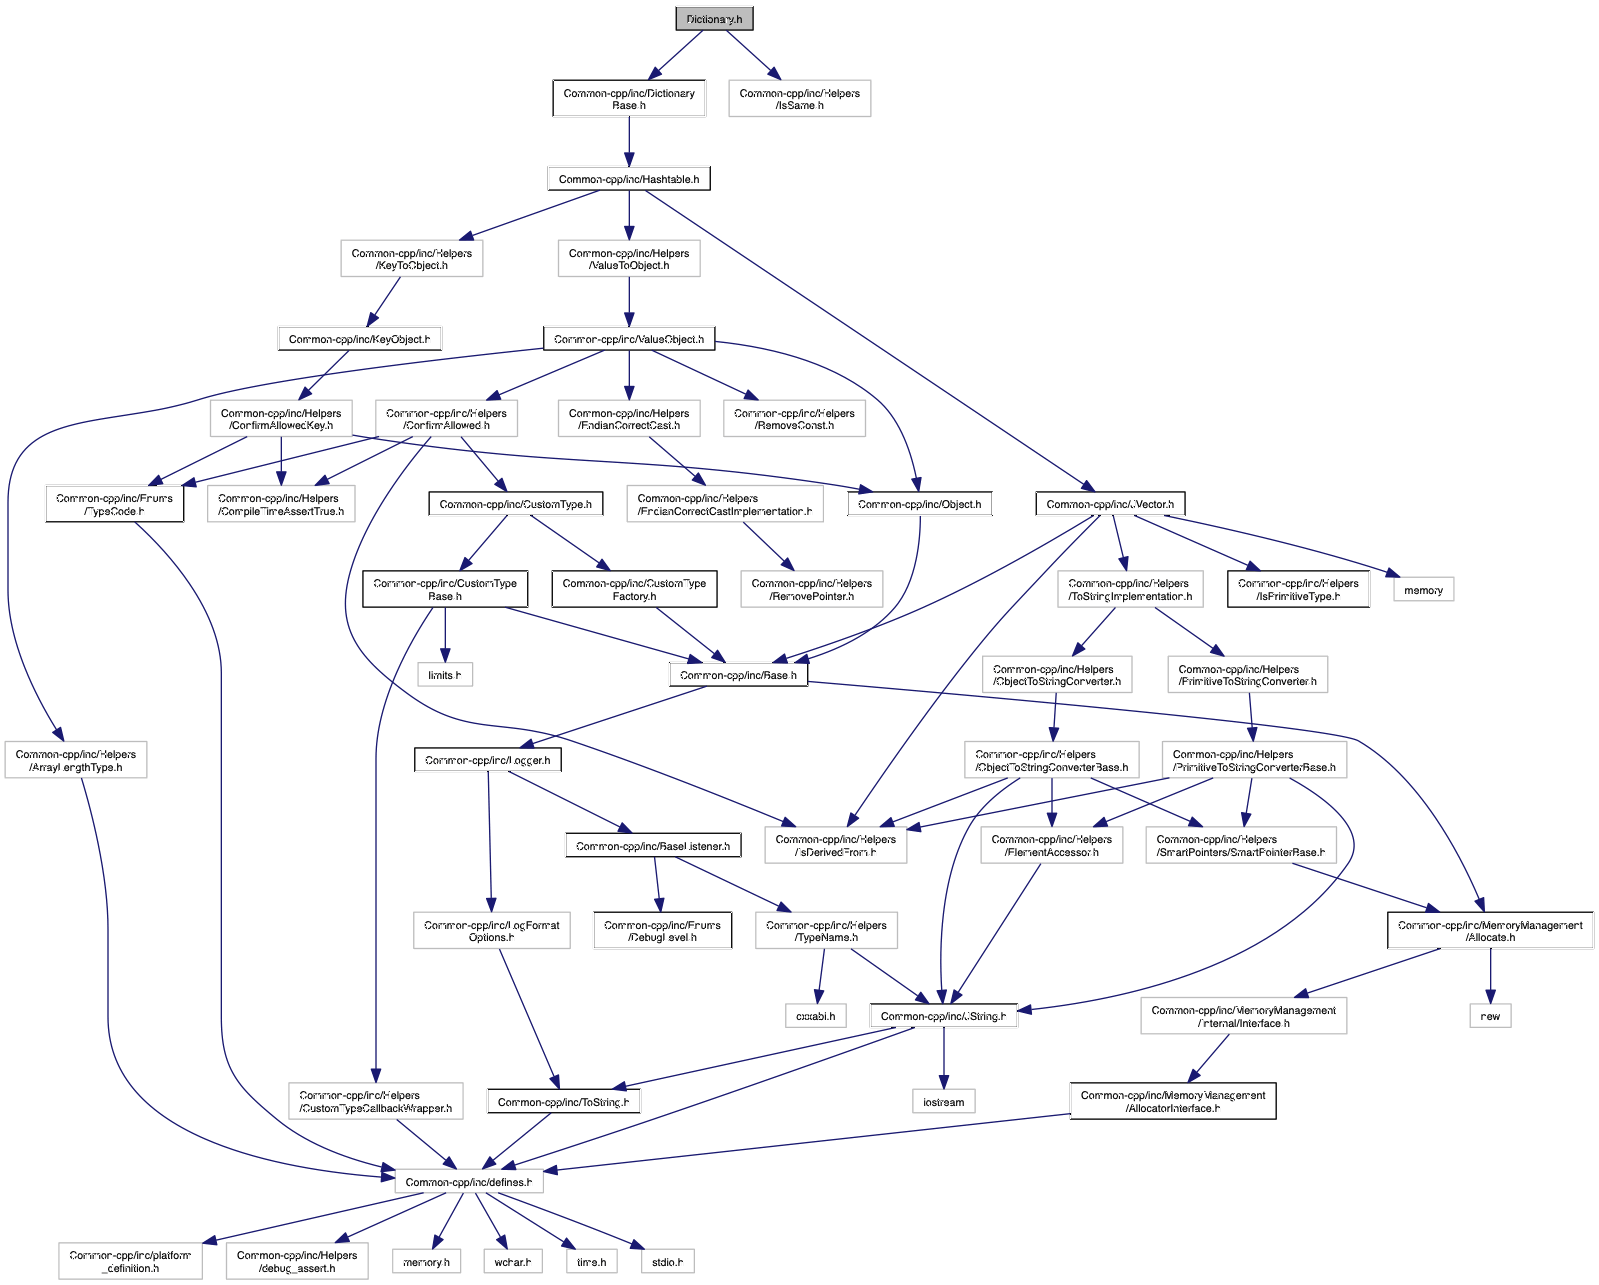 Dictionary.h
Common-cpp/inc/Dictionary
Base.h
Common-cpp/inc/Helpers
/IsSame.h
Common-cpp/inc/Hashtable.h
Common-cpp/inc/Helpers
/KeyToObject.h
Common-cpp/inc/Helpers
/ValueToObject.h
Common-cpp/inc/KeyObject.h
Common-cpp/inc/ValueObject.h
Common-cpp/inc/Helpers
/ConfirmAllowedKey.h
Common-cpp/inc/Helpers
/ConfirmAllowed.h
Common-cpp/inc/Helpers
/EndianCorrectCast.h
Common-cpp/inc/Helpers
/RemoveConst.h
Common-cpp/inc/Enums
/TypeCode.h
Common-cpp/inc/Helpers
/CompileTimeAssertTrue.h
Common-cpp/inc/CustomType.h
Common-cpp/inc/Helpers
/EndianCorrectCastImplementation.h
Common-cpp/inc/Object.h
Common-cpp/inc/JVector.h
Common-cpp/inc/CustomType
Base.h
Common-cpp/inc/CustomType
Factory.h
Common-cpp/inc/Helpers
/RemovePointer.h
Common-cpp/inc/Helpers
/ToStringImplementation.h
Common-cpp/inc/Helpers
/IsPrimitiveType.h
memory
limits.h
Common-cpp/inc/Base.h
Common-cpp/inc/Helpers
/ObjectToStringConverter.h
Common-cpp/inc/Helpers
/PrimitiveToStringConverter.h
Common-cpp/inc/Helpers
/ArrayLengthType.h
Common-cpp/inc/Logger.h
Common-cpp/inc/Helpers
/ObjectToStringConverterBase.h
Common-cpp/inc/Helpers
/PrimitiveToStringConverterBase.h
Common-cpp/inc/BaseListener.h
Common-cpp/inc/Helpers
/IsDerivedFrom.h
Common-cpp/inc/Helpers
/ElementAccessor.h
Common-cpp/inc/Helpers
/SmartPointers/SmartPointerBase.h
Common-cpp/inc/LogFormat
Options.h
Common-cpp/inc/Enums
/DebugLevel.h
Common-cpp/inc/Helpers
/TypeName.h
Common-cpp/inc/MemoryManagement
/Allocate.h
cxxabi.h
Common-cpp/inc/JString.h
Common-cpp/inc/MemoryManagement
/Internal/Interface.h
new
Common-cpp/inc/Helpers
/CustomTypeCallbackWrapper.h
Common-cpp/inc/ToString.h
iostream
Common-cpp/inc/MemoryManagement
/AllocatorInterface.h
Common-cpp/inc/defines.h
Common-cpp/inc/platform
_definition.h
Common-cpp/inc/Helpers
/debug_assert.h
memory.h
wchar.h
time.h
stdio.h